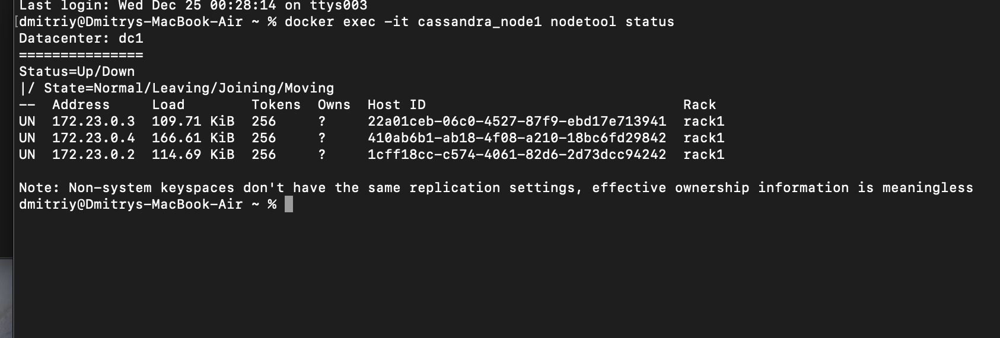 Last login: Wed Dec 25 00:28:14 on ttys003
[dmitriy@Dmitrys-MacBook-Air ~ % docker exec -it cassandra_node1 nodetool status
Datacenter: dc1
===============
Status=Up/Down
|/ State=Normal/Leaving/Joining/Moving
--  Address     Load        Tokens  Owns  Host ID                               Rack
UN  172.23.0.3  109.71 KiB  256     ?     22a01ceb-06c0-4527-87f9-ebd17e713941  rack1
UN  172.23.0.4  166.61 KiB  256     ?     410ab6b1-ab18-4f08-a210-18bc6fd29842  rack1
UN  172.23.0.2  114.69 KiB  256     ?     1cff18cc-c574-4061-82d6-2d73dcc94242  rack1
Note: Non-system keyspaces don't have the same replication settings, effective ownership information is meaningless
dmitriy@Dmitrys-MacBook-Air ~ %